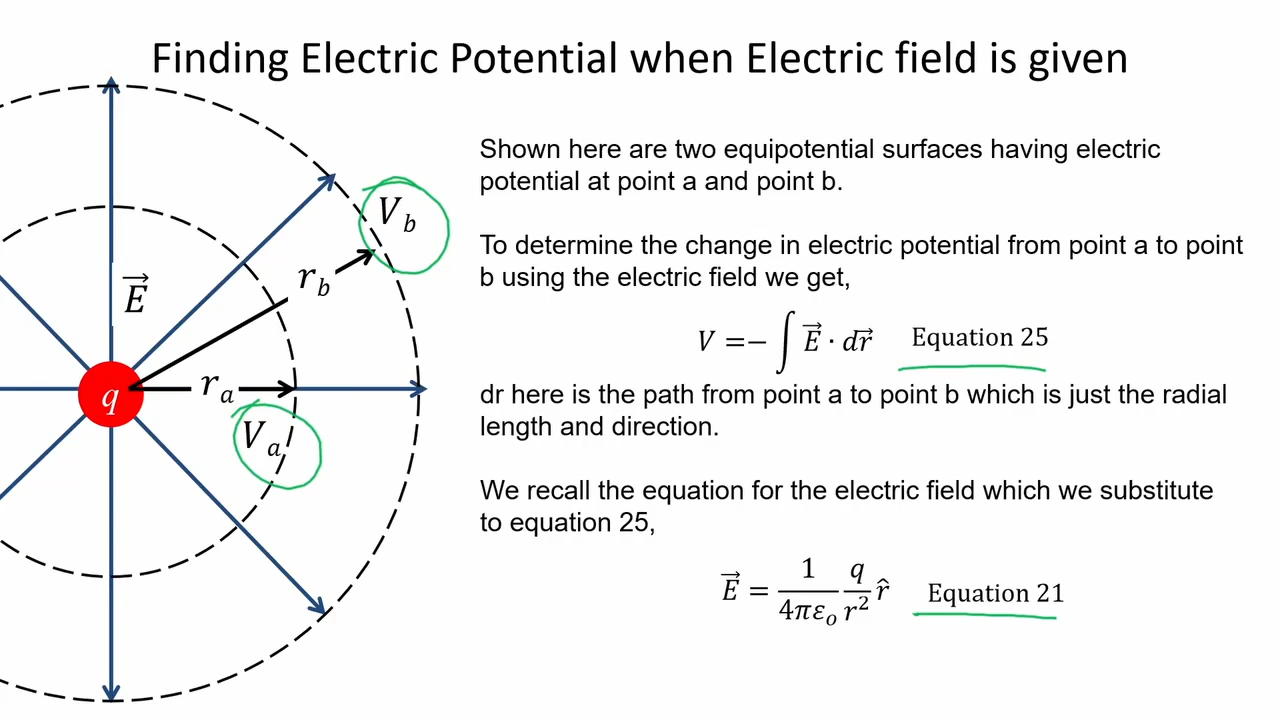 Finding Electric Potential when Electric field is given
Shown here are two equipotential surfaces having electric
potential at point a and point b.
To determine the change in electric potential from point a to point
b using the electric field we get,
V =− ∫ E⃗ · dr⃗ Equation 25
dr here is the path from point a to point b which is just the radial
length and direction.
We recall the equation for the electric field which we substitute
to equation 25,
E⃗ = 1/(4πε₀) q/r² r̂ Equation 21
V_b
r_b
E⃗
r_a
q
V_a